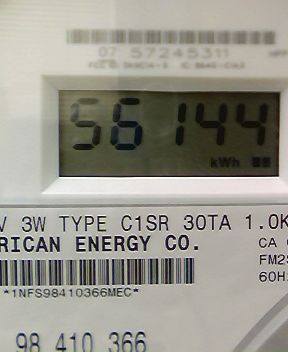 07 57245311
56144
kWh
V 3W TYPE C1SR 30TA 1.0K
RICAN ENERGY CO.
CA
FM2S
60H
*1NFS98410366MEC*
98 410 366